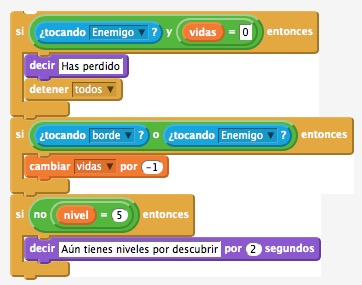 si ¿tocando Enemigo ? y vidas = 0 entonces
decir Has perdido
detener todos
si ¿tocando borde ? o ¿tocando Enemigo ? entonces
cambiar vidas por -1
si no nivel = 5 entonces
decir Aún tienes niveles por descubrir por 2 segundos